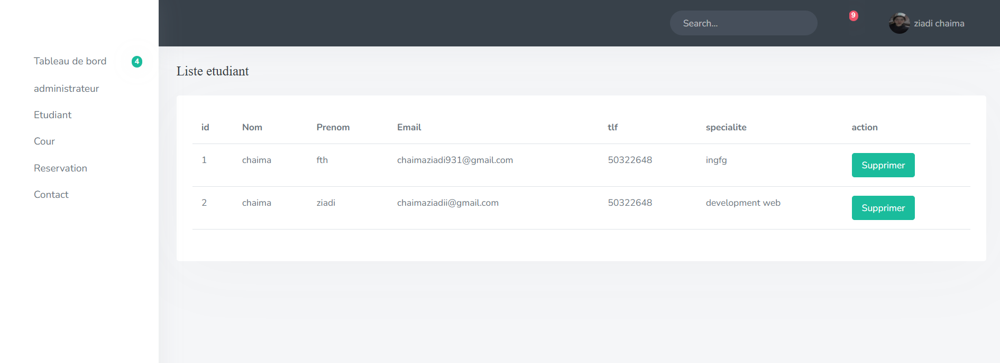 Search...
9
ziadi chaima
Tableau de bord 4
administrateur
Etudiant
Cour
Reservation
Contact
Liste etudiant
id Nom Prenom Email tlf specialite action
1 chaima fth chaimaziadi931@gmail.com 50322648 ingfg Supprimer
2 chaima ziadi chaimaziadii@gmail.com 50322648 development web Supprimer